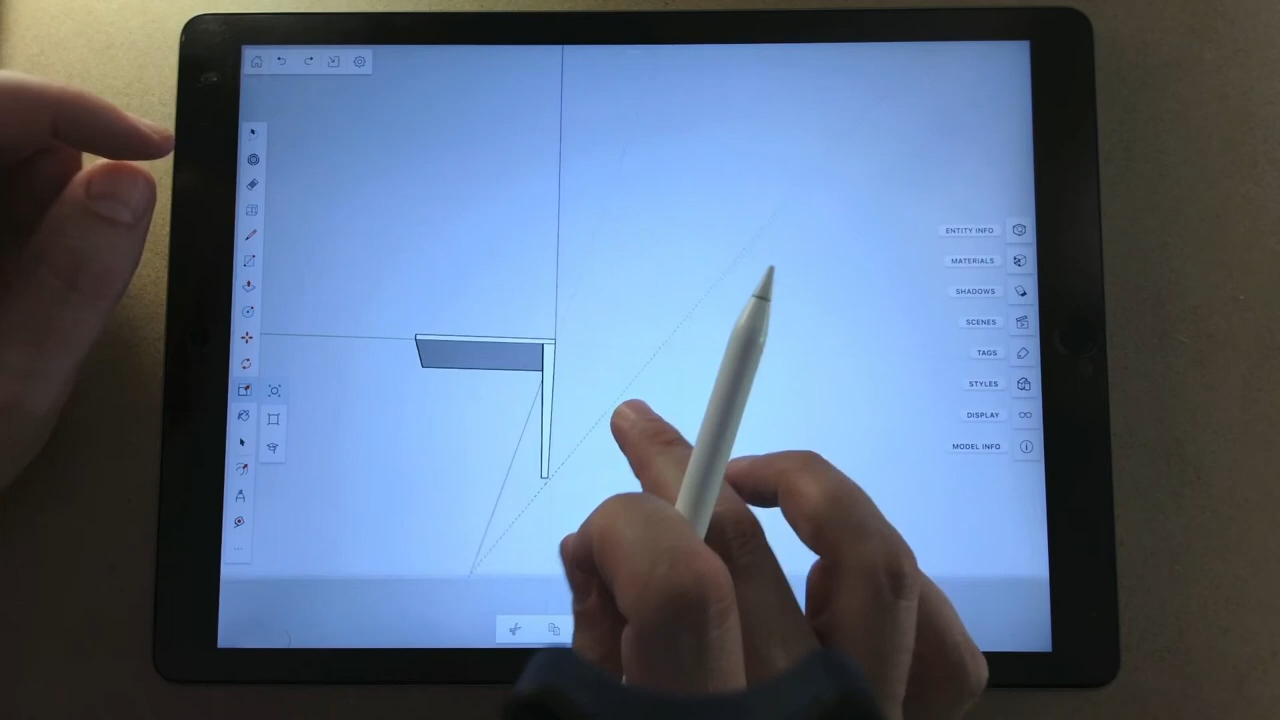 ENTITY INFO
MATERIALS
SHADOWS
SCENES
TAGS
STYLES
DISPLAY
MODEL INFO